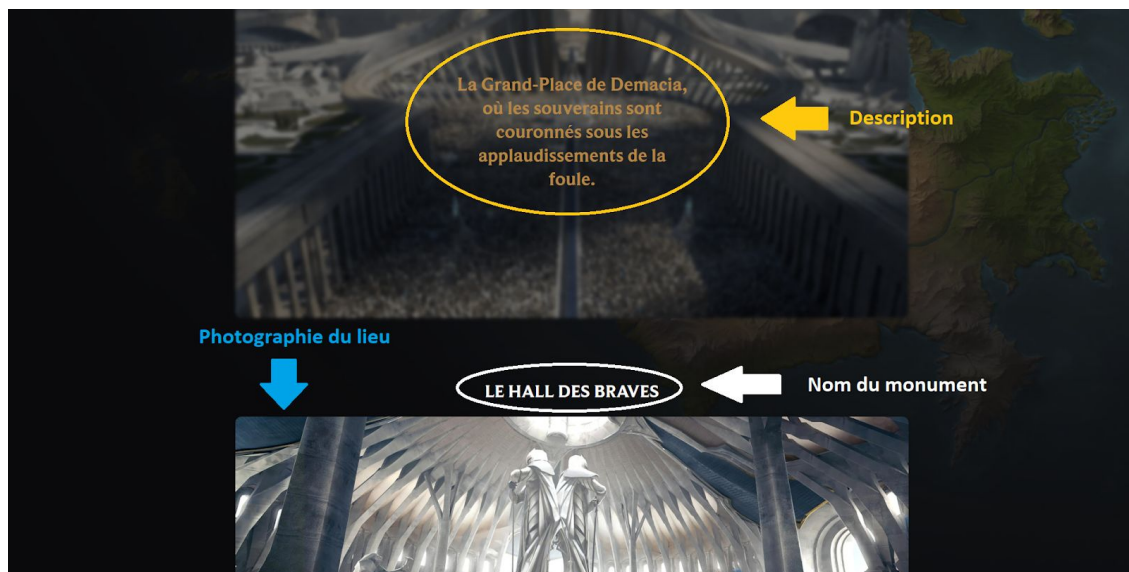 La Grand-Place de Demacia,
où les souverains sont
couronnés sous les
applaudissements de la
foule.
Description
Photographie du lieu
LE HALL DES BRAVES
Nom du monument